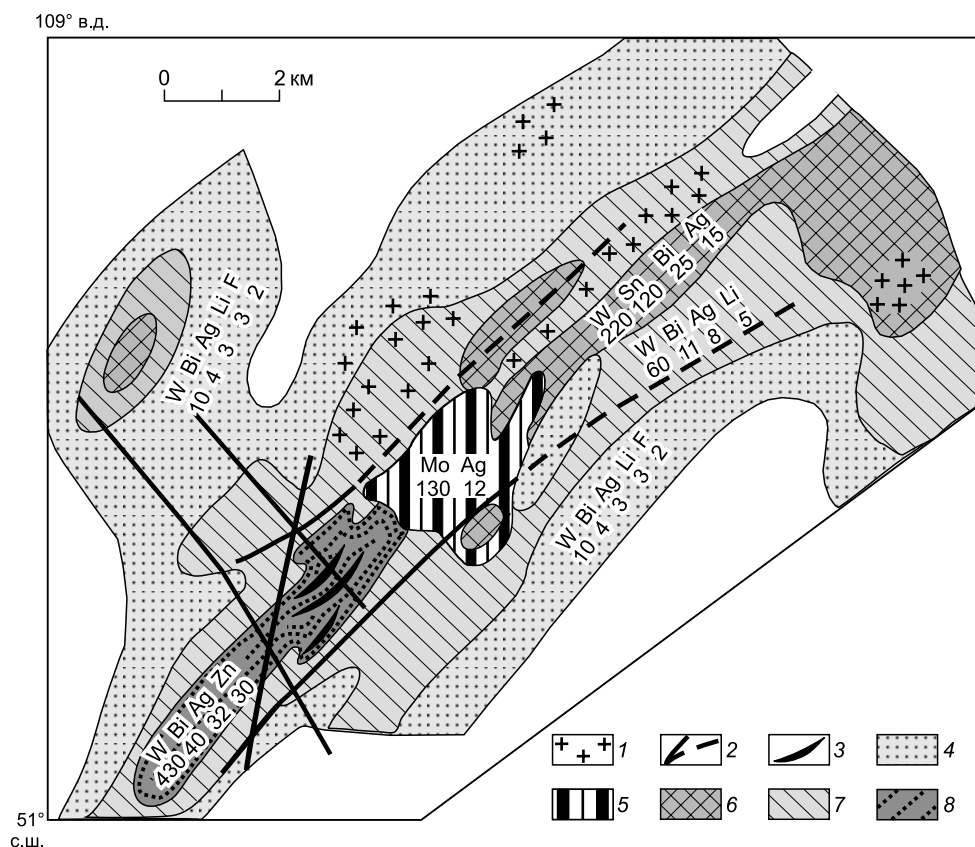 109° в.д.
0 2 км
W Bi Ag Li F
10 4 3 3 2
W Sn Bi Ag
220 120 25 15
W Bi Ag Li
60 11 8 5
Mo Ag
130 12
W Bi Ag Li F
10 4 3 3 2
W Bi Ag Zn
430 40 32 30
1 2 3 4
5 6 7 8
51°
с.ш.